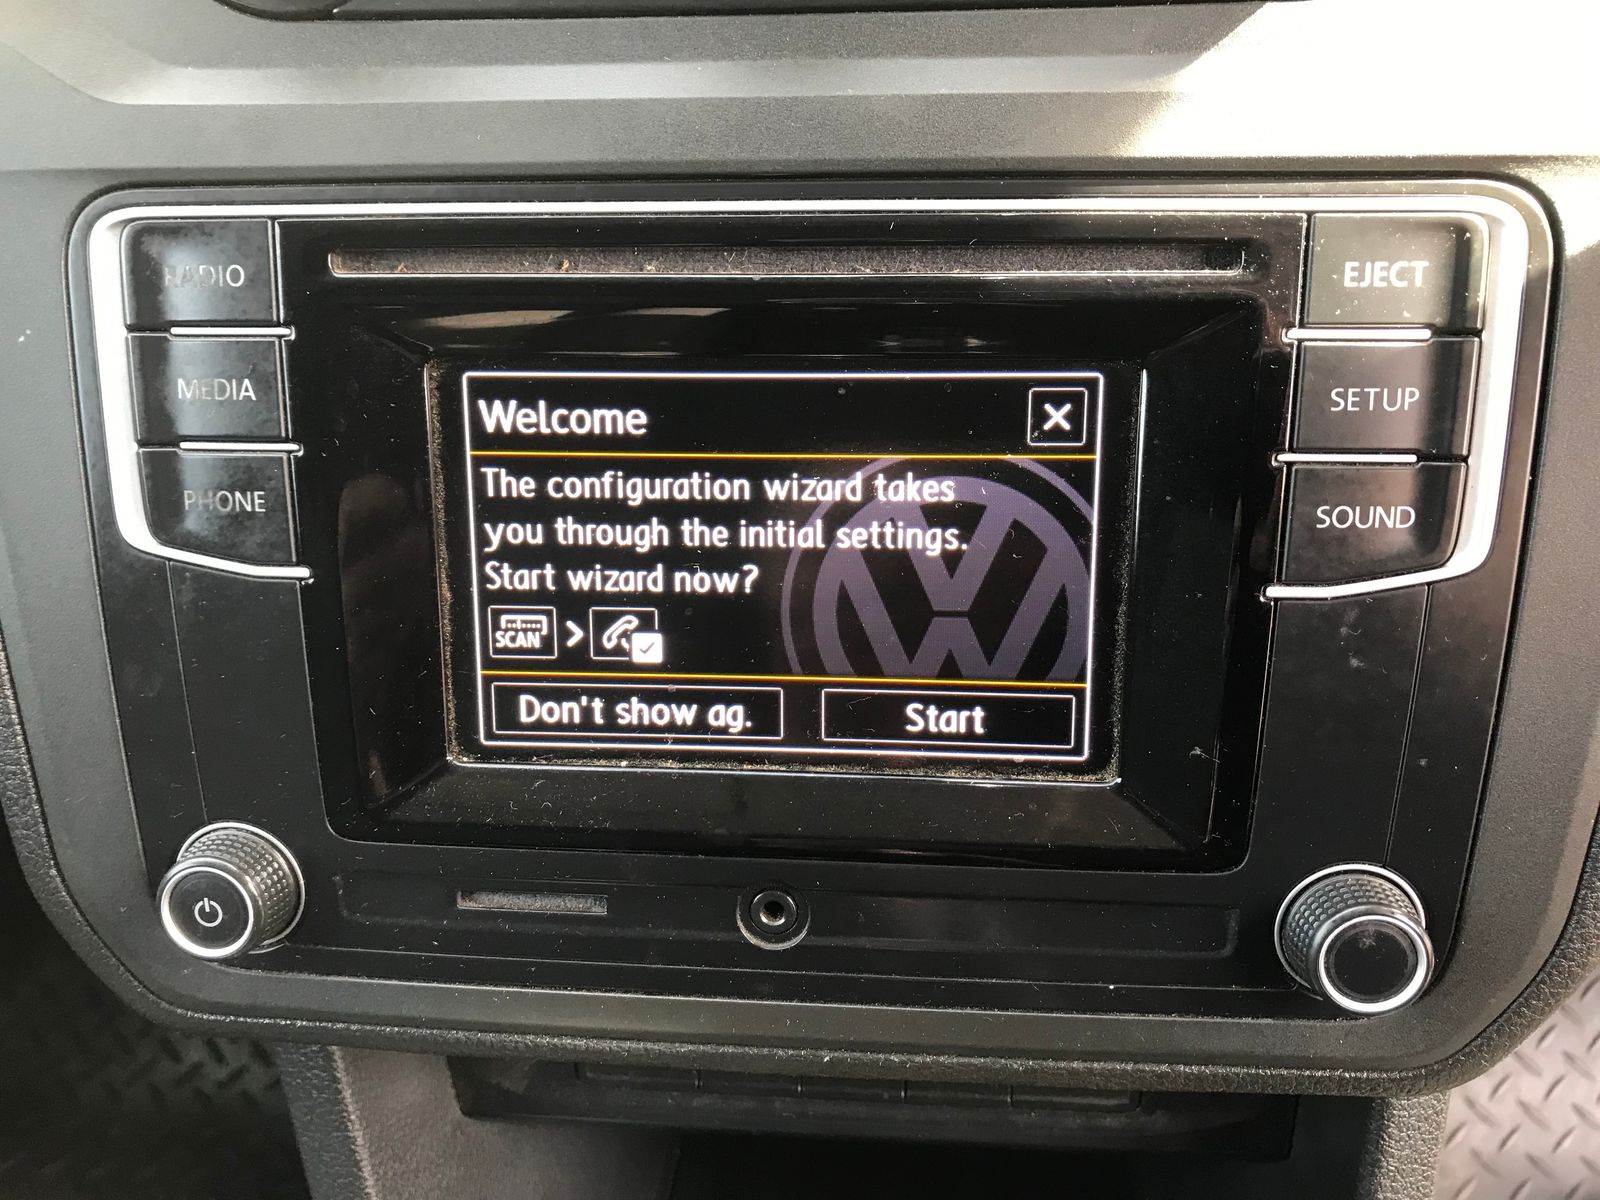 RADIO
MEDIA
PHONE
EJECT
SETUP
SOUND
Welcome
The configuration wizard takes
you through the initial settings.
Start wizard now?
SCAN >
Don't show ag.
Start